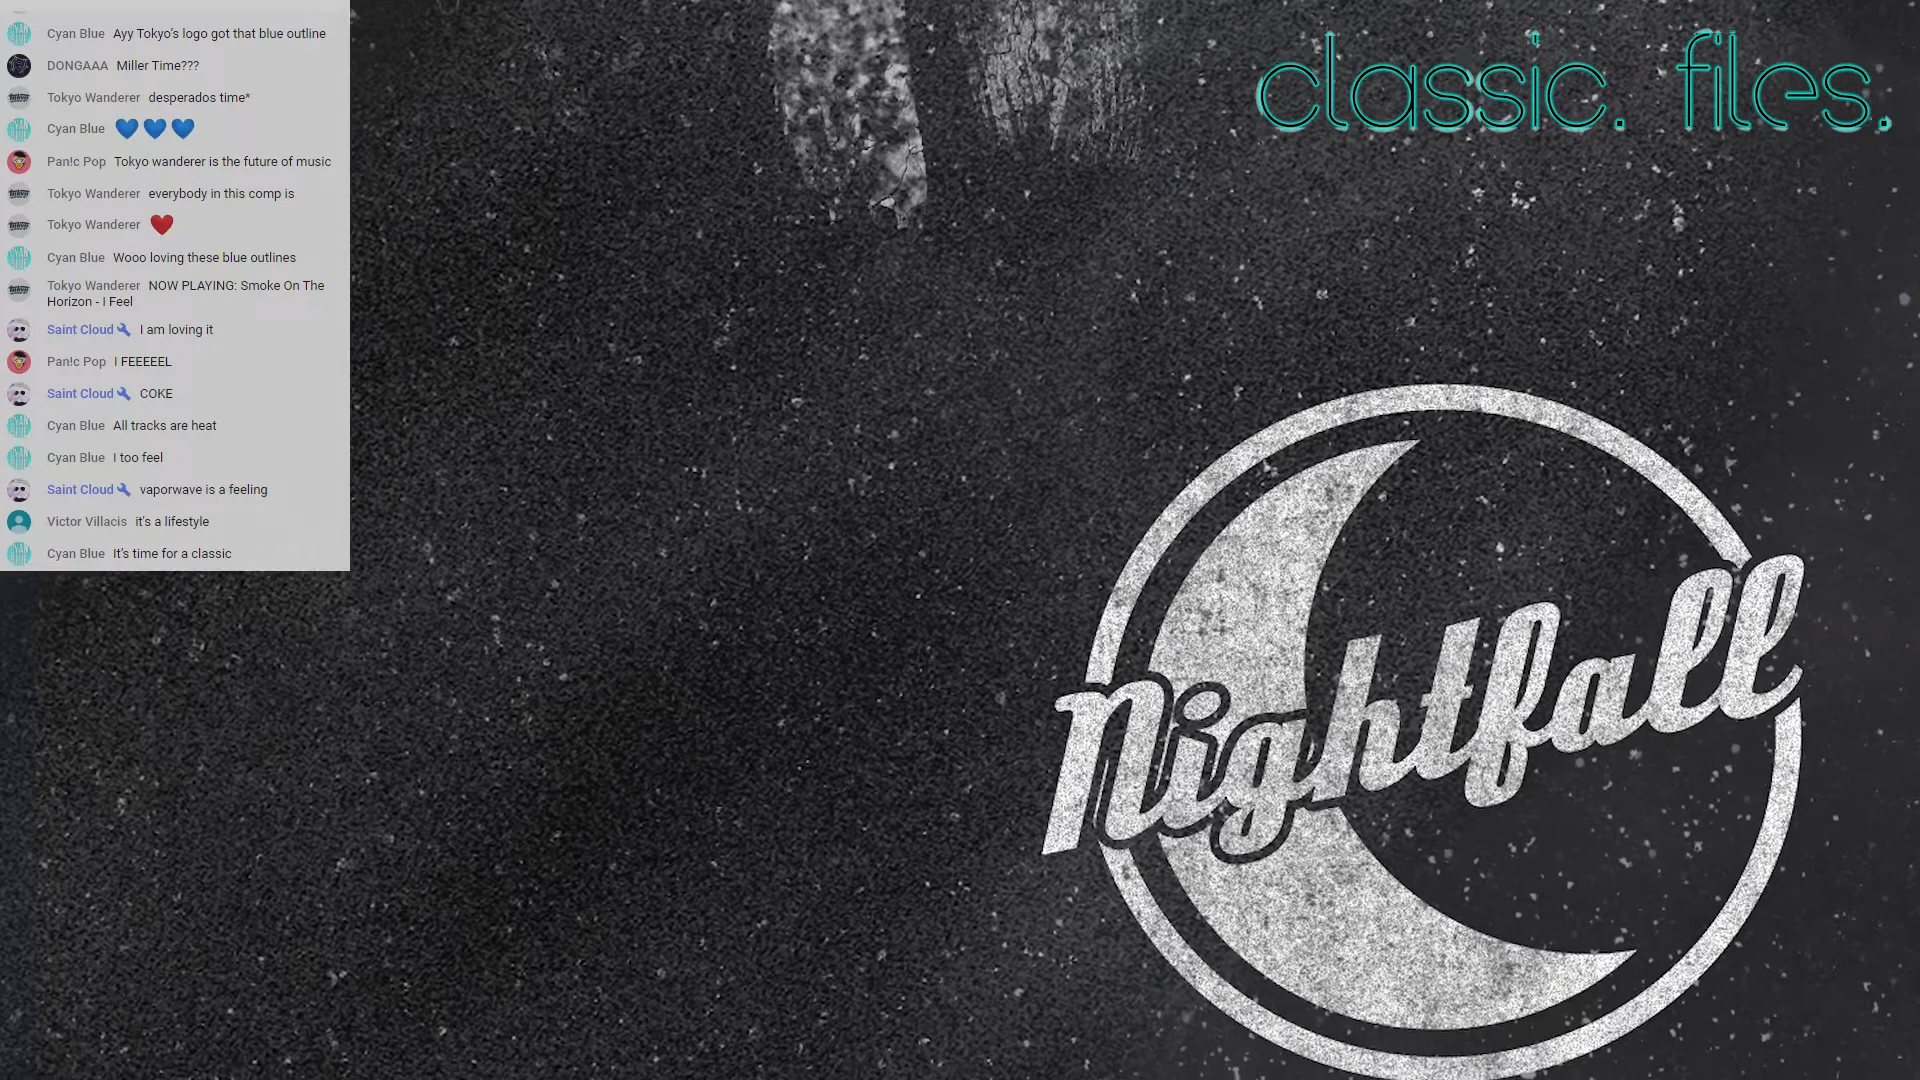 Cyan Blue Ayy Tokyo's logo got that blue outline
DONGAAA Miller Time???
Tokyo Wanderer desperados time*
Cyan Blue 💙💙💙
Pan!c Pop Tokyo wanderer is the future of music
Tokyo Wanderer everybody in this comp is
Tokyo Wanderer ❤️
Cyan Blue Wooo loving these blue outlines
Tokyo Wanderer NOW PLAYING: Smoke On The
Horizon - I Feel
Saint Cloud I am loving it
Pan!c Pop I FEEEEEL
Saint Cloud COKE
Cyan Blue All tracks are heat
Cyan Blue I too feel
Saint Cloud vaporwave is a feeling
Victor Villacis it's a lifestyle
Cyan Blue It's time for a classic
classic. files.
Nightfall